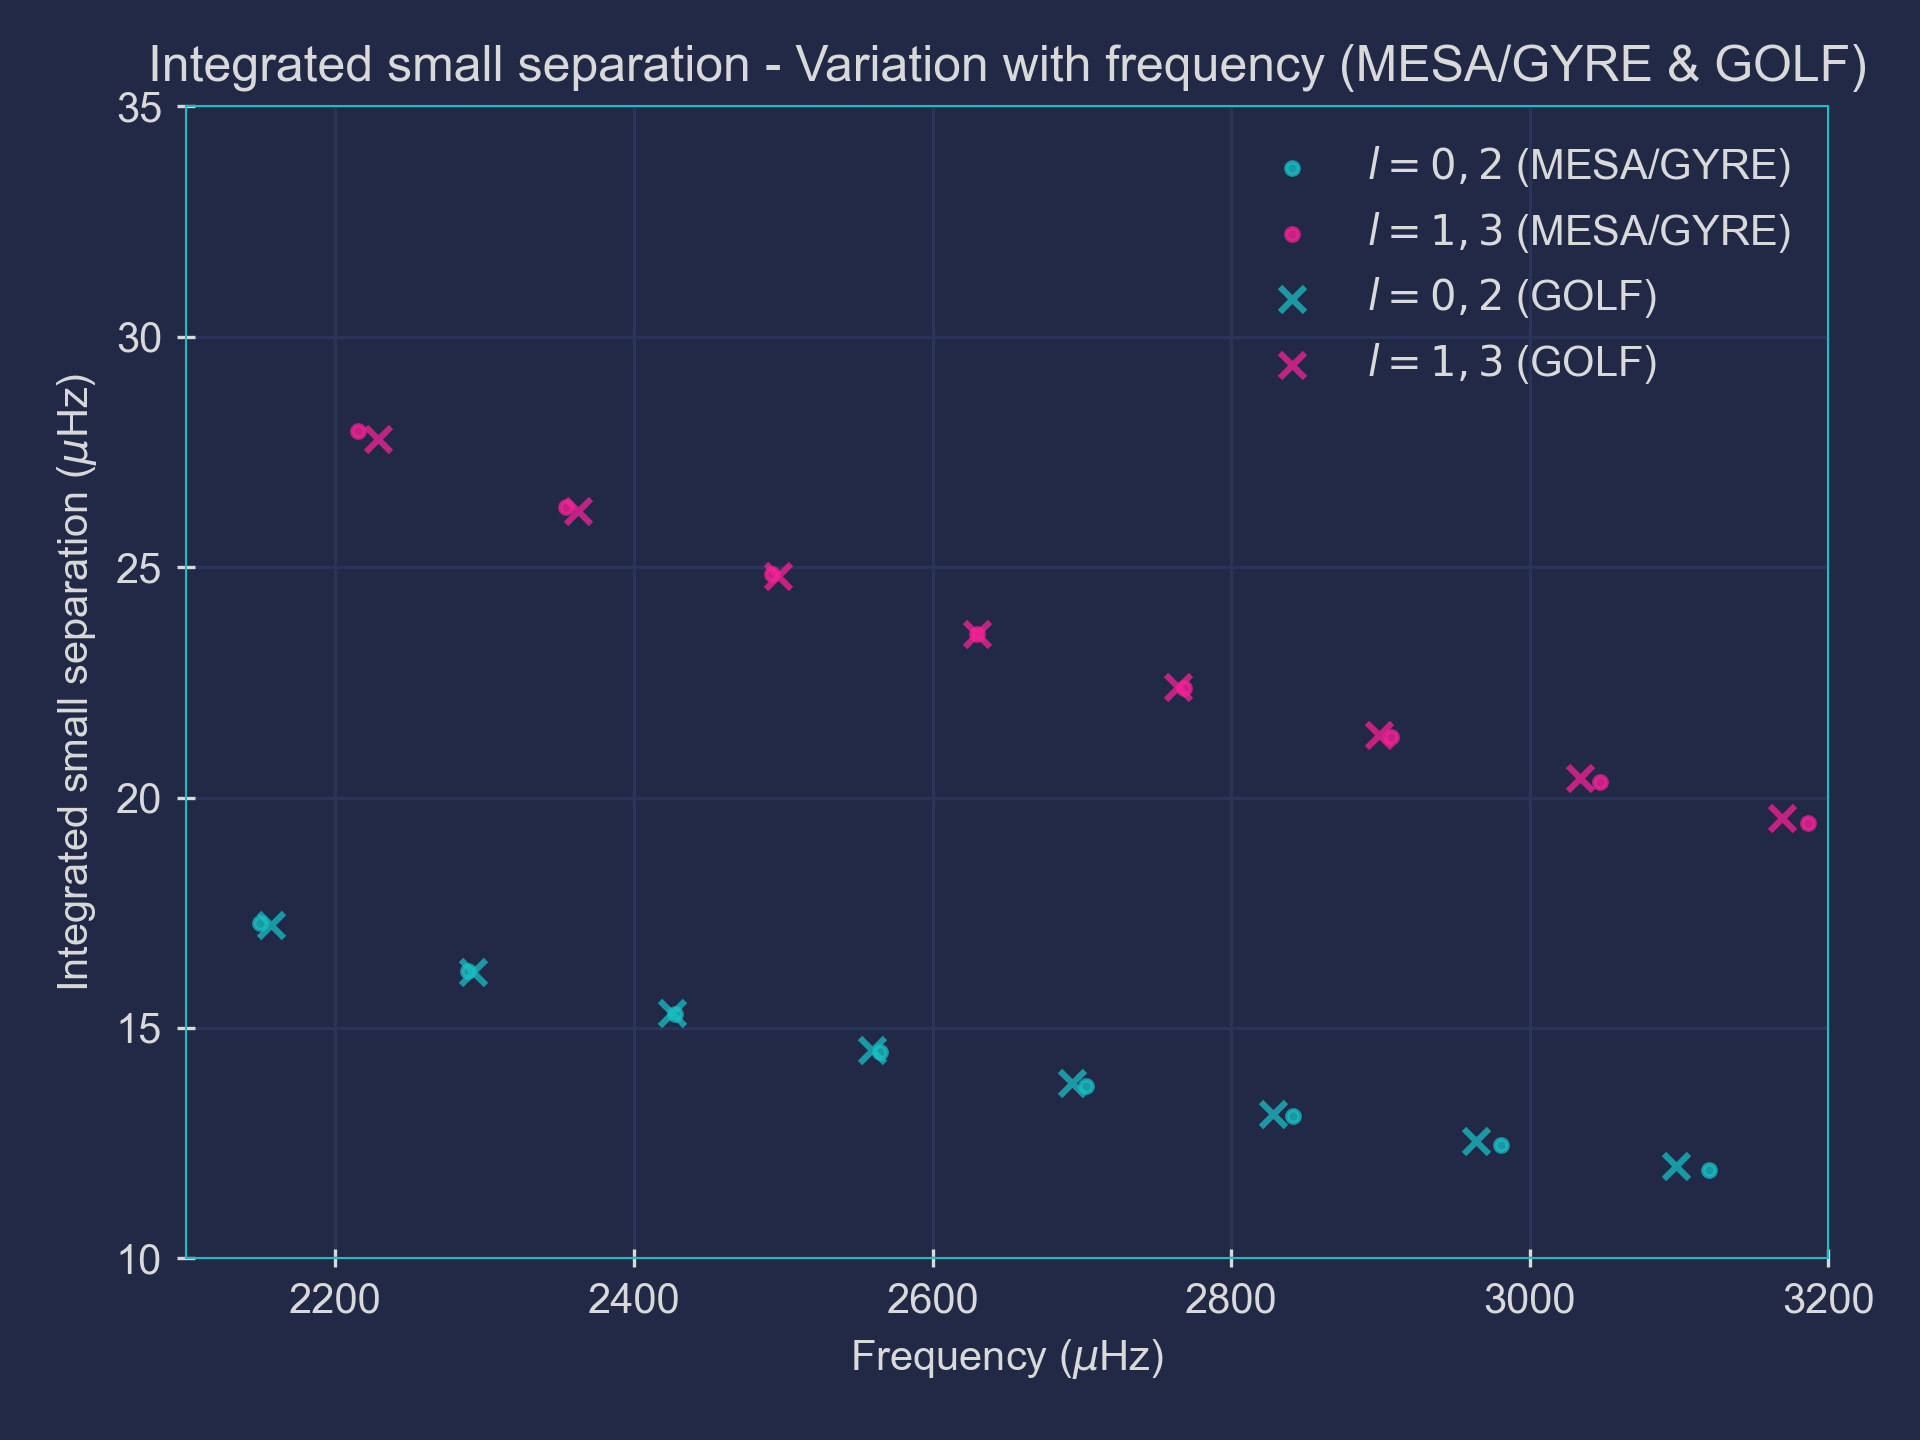 Integrated small separation - Variation with frequency (MESA/GYRE & GOLF)
35
30
25
20
15
10
Integrated small separation (μHz)
l = 0, 2 (MESA/GYRE)
l = 1, 3 (MESA/GYRE)
l = 0, 2 (GOLF)
l = 1, 3 (GOLF)
2200 2400 2600 2800 3000 3200
Frequency (μHz)